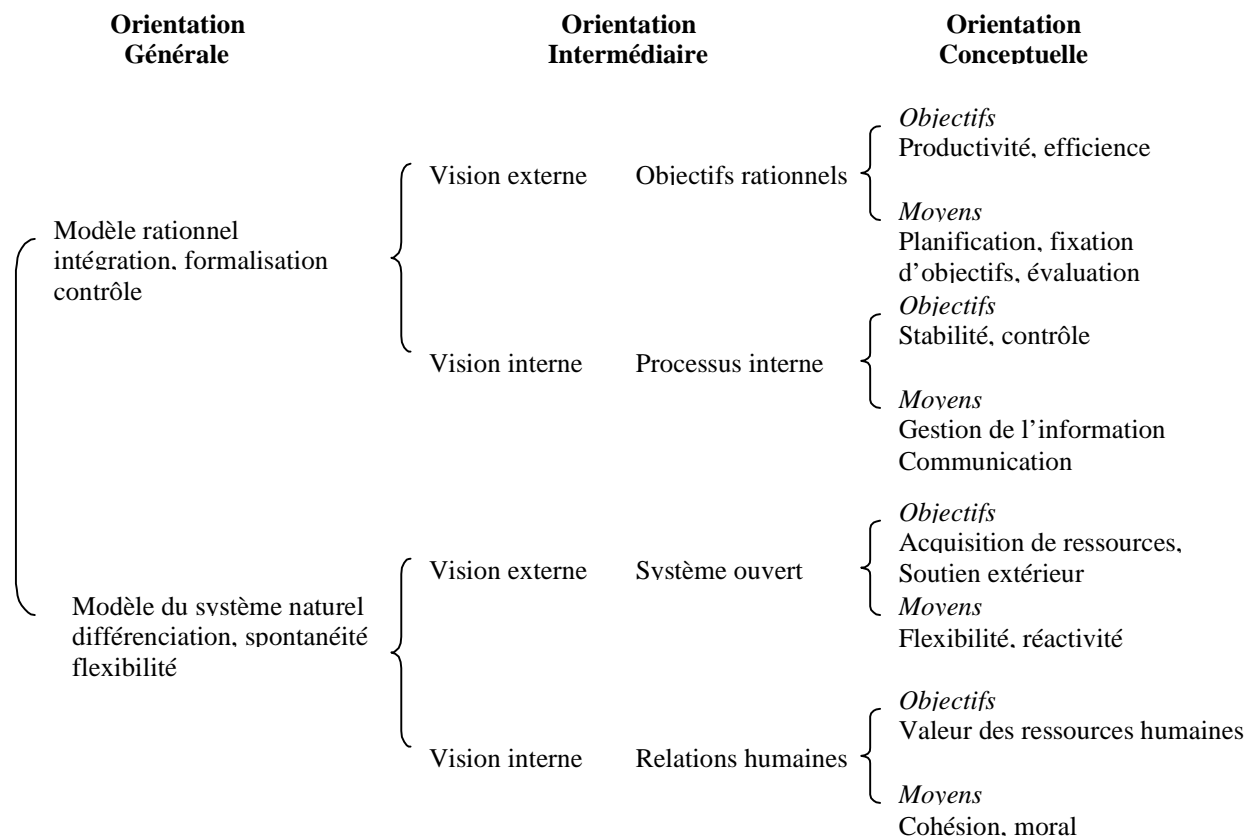 Orientation
Générale
Orientation
Intermédiaire
Orientation
Conceptuelle
Modèle rationnel
intégration, formalisation
contrôle
Vision externe
Objectifs rationnels
Objectifs
Productivité, efficience
Moyens
Planification, fixation
d’objectifs, évaluation
Vision interne
Processus interne
Objectifs
Stabilité, contrôle
Moyens
Gestion de l’information
Communication
Modèle du système naturel
différenciation, spontanéité
flexibilité
Vision externe
Système ouvert
Objectifs
Acquisition de ressources,
Soutien extérieur
Moyens
Flexibilité, réactivité
Vision interne
Relations humaines
Objectifs
Valeur des ressources humaines
Moyens
Cohésion, moral